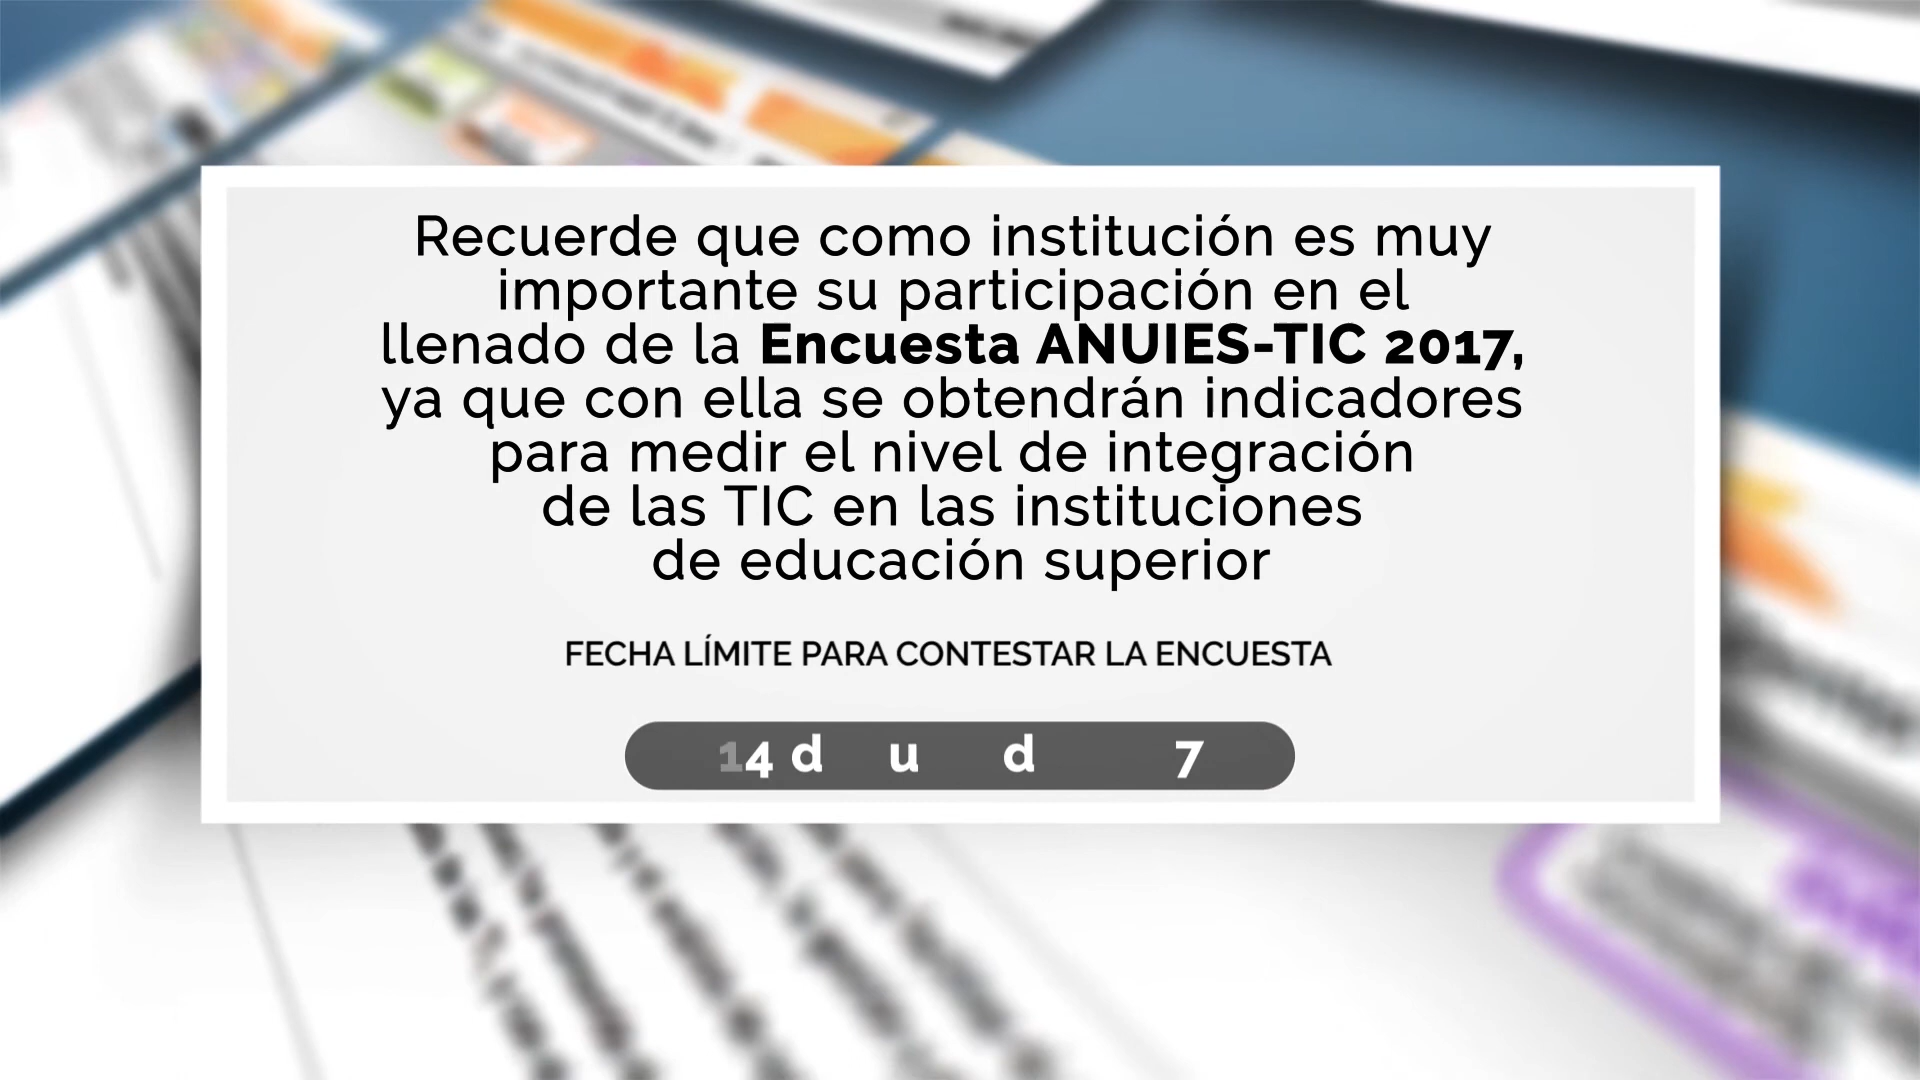 Recuerde que como institución es muy
importante su participación en el
llenado de la Encuesta ANUIES-TIC 2017,
ya que con ella se obtendrán indicadores
para medir el nivel de integración
de las TIC en las instituciones
de educación superior
FECHA LÍMITE PARA CONTESTAR LA ENCUESTA
14 d u d 7